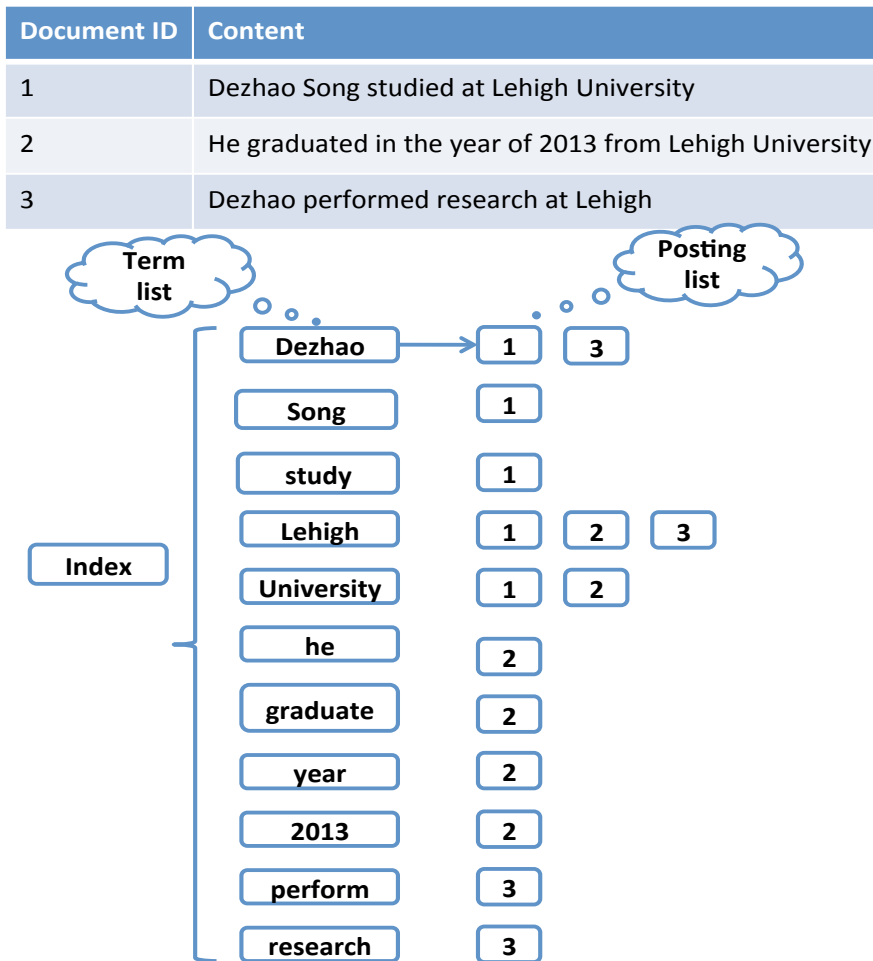 Document ID Content
1 Dezhao Song studied at Lehigh University
2 He graduated in the year of 2013 from Lehigh University
3 Dezhao performed research at Lehigh
Term
list
Posting
list
Dezhao 1 3
Song 1
study 1
Lehigh 1 2 3
Index
University 1 2
he 2
graduate 2
year 2
2013 2
perform 3
research 3